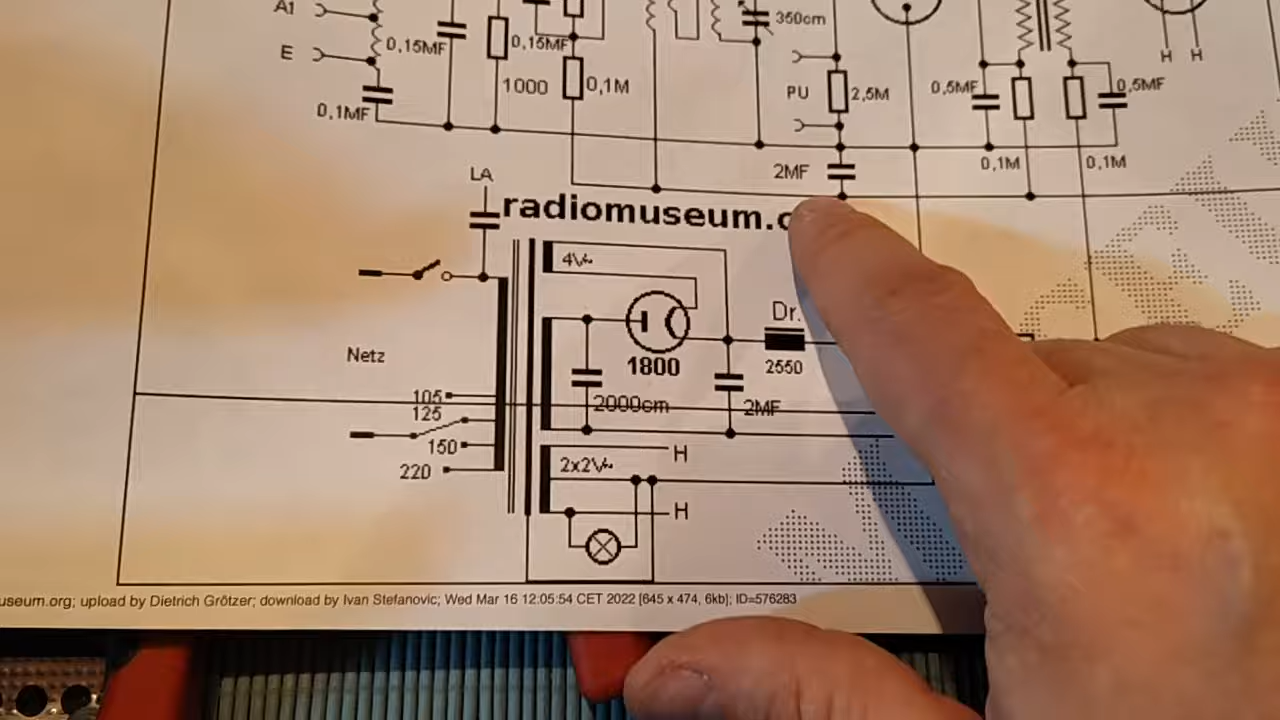 A1
350cm
0,15MF
0,15MF
E
H H
1000
0,1M
PU
2,5M
0,5MF
0,5MF
0,1MF
0,1M
0,1M
2MF
LA
radiomuseum.
4V~
Dr.
Netz
1800
2550
105
2000cm
2MF
125
150
H
220
2x2V~
H
useum.org; upload by Dietrich Grötzer; download by Ivan Stefanovic; Wed Mar 16 12:05:54 CET 2022 [645 x 474, 6kb]; ID=576283